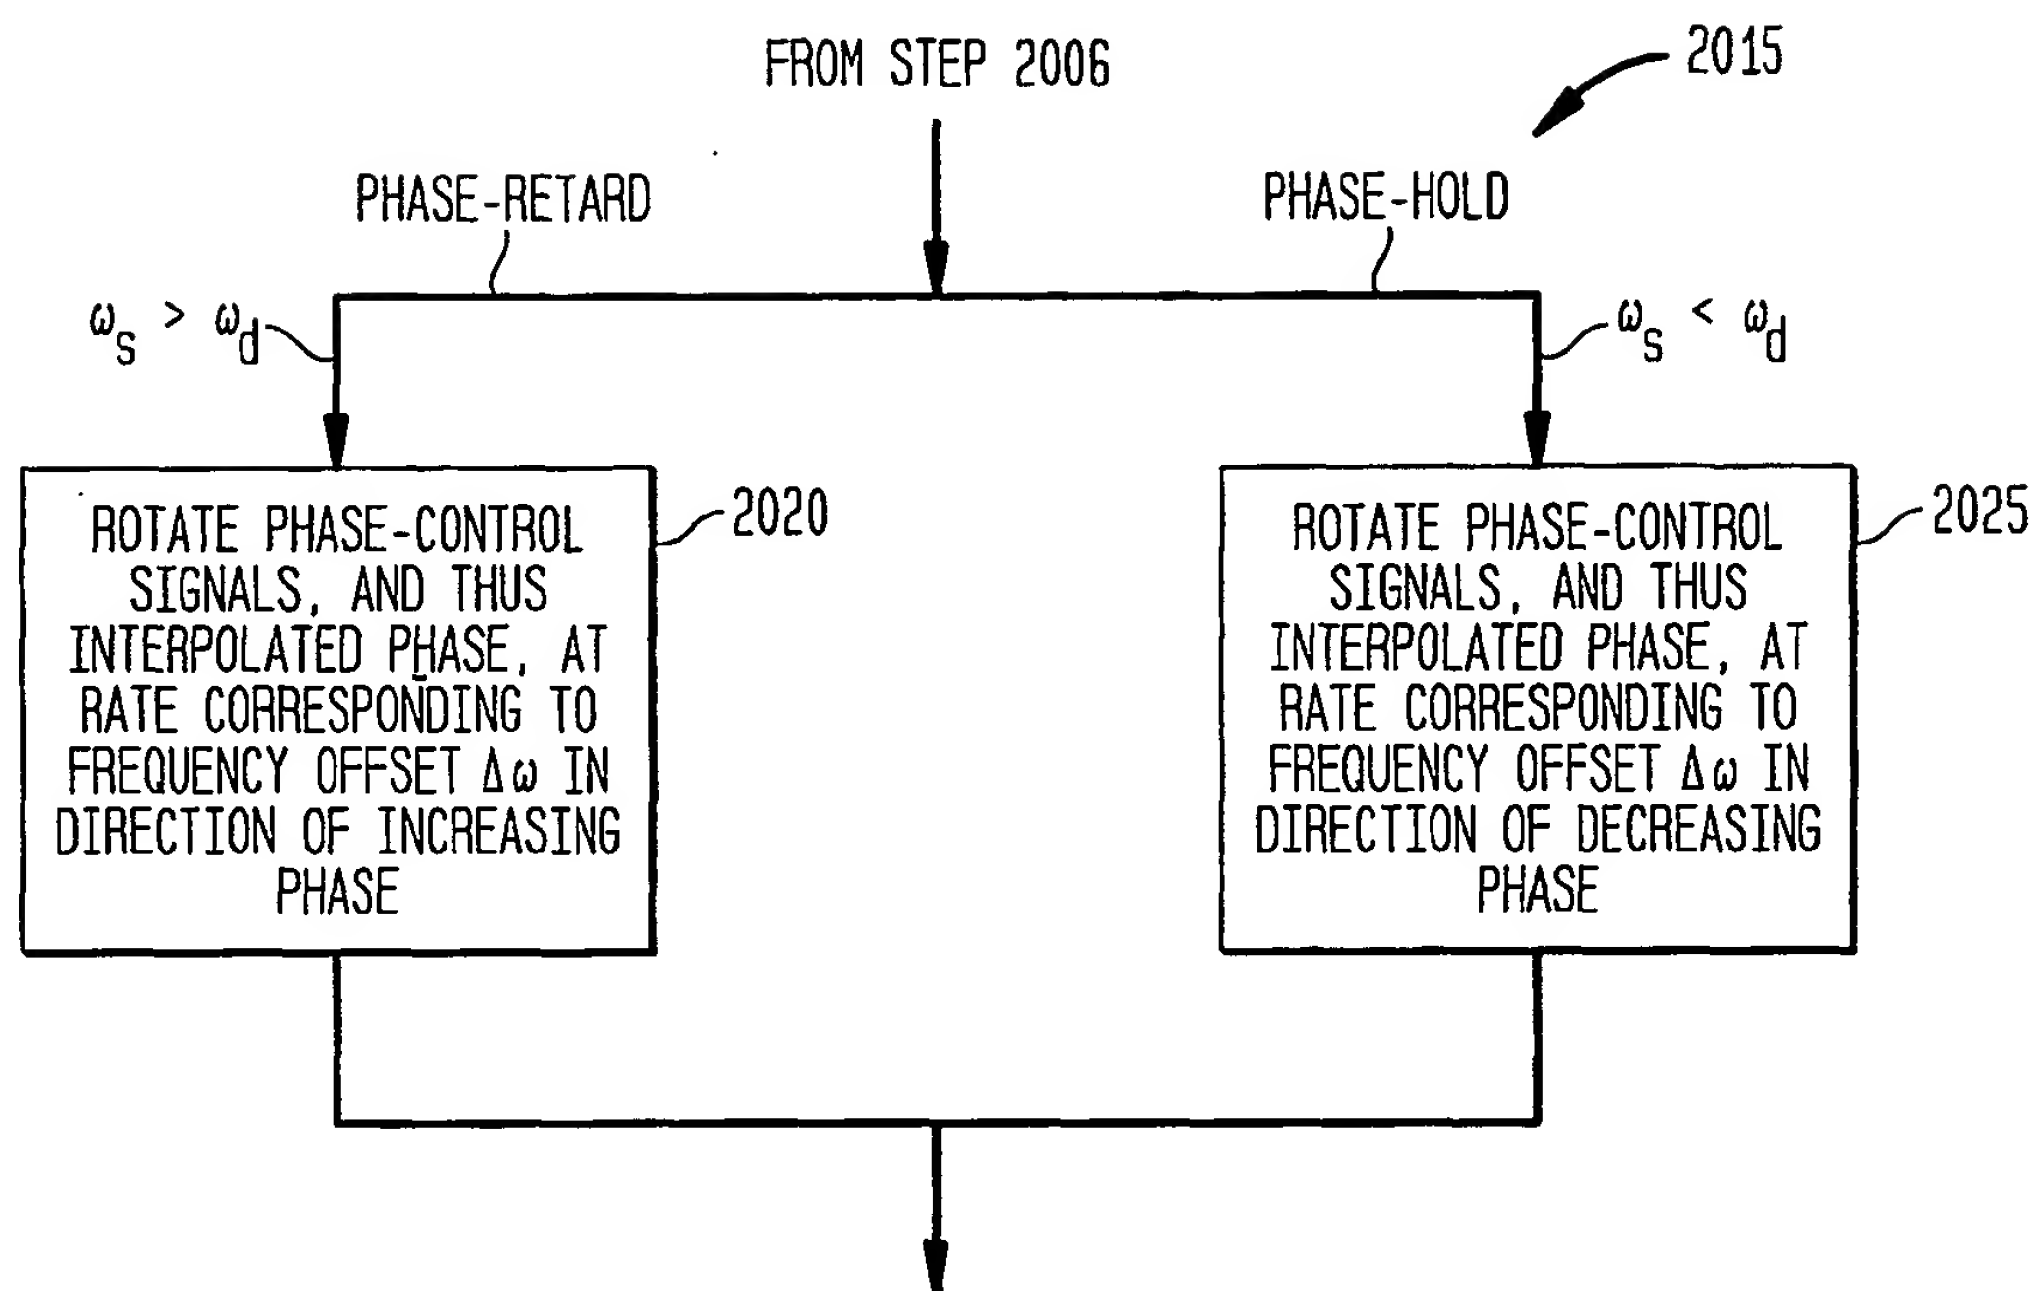 FROM STEP 2006
2015
PHASE-RETARD
PHASE-HOLD
ωs > ωd
ωs < ωd
ROTATE PHASE-CONTROL
SIGNALS, AND THUS
INTERPOLATED PHASE, AT
RATE CORRESPONDING TO
FREQUENCY OFFSET Δω IN
DIRECTION OF INCREASING
PHASE
2020
ROTATE PHASE-CONTROL
SIGNALS, AND THUS
INTERPOLATED PHASE, AT
RATE CORRESPONDING TO
FREQUENCY OFFSET Δω IN
DIRECTION OF DECREASING
PHASE
2025